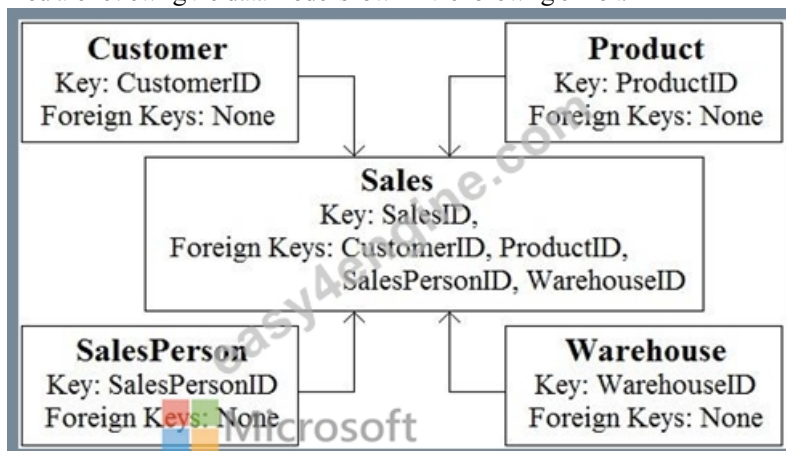 Customer
Key: CustomerID
Foreign Keys: None
Product
Key: ProductID
Foreign Keys: None
Sales
Key: SalesID,
Foreign Keys: CustomerID, ProductID,
SalesPersonID, WarehouseID
SalesPerson
Key: SalesPersonID
Foreign Keys: None
Warehouse
Key: WarehouseID
Foreign Keys: None
easy4engine.com
Microsoft